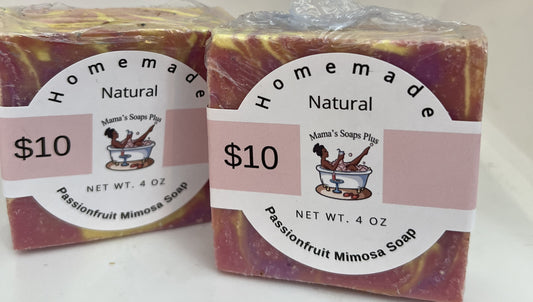 Homemade
Natural
Mama's Soaps Plus
$10
NET WT. 4 OZ
Passionfruit Mimosa Soap
Homemade
Natural
Mama's Soaps Plus
$10
NET WT. 4 OZ
Passionfruit Mimosa Soap